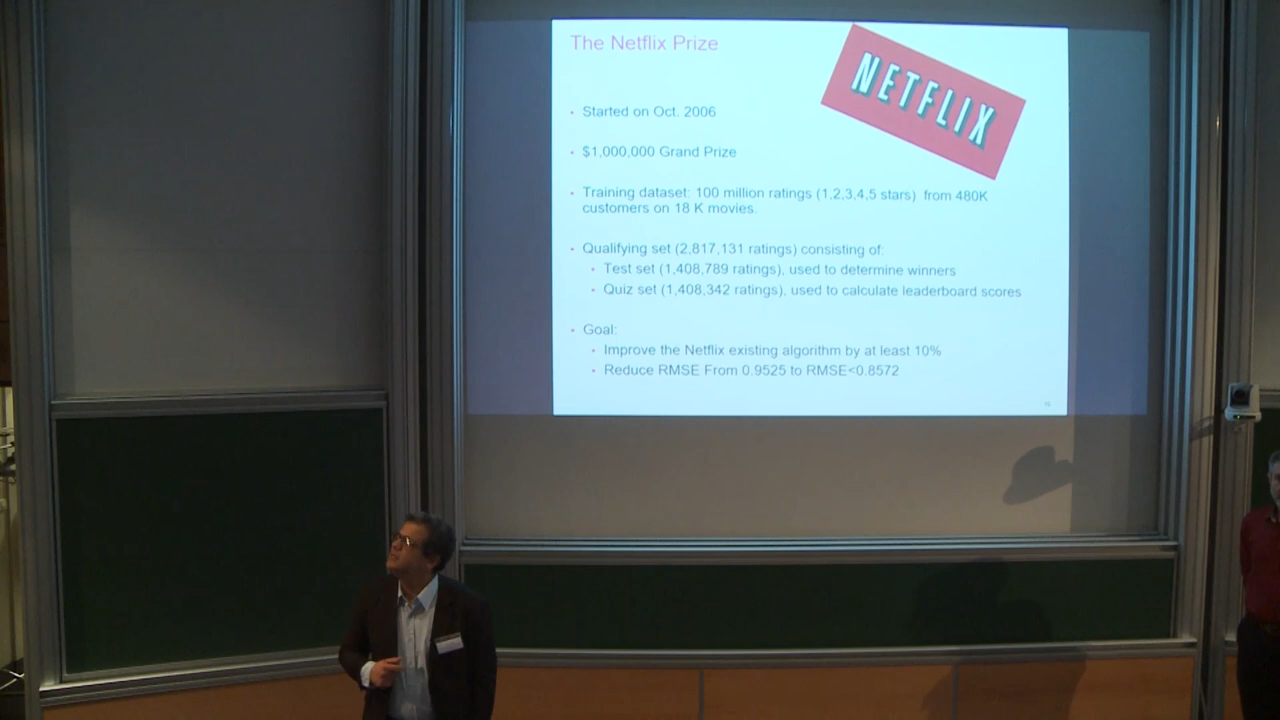 The Netflix Prize
NETFLIX
Started on Oct. 2006
$1,000,000 Grand Prize
Training dataset: 100 million ratings (1,2,3,4,5 stars) from 480K
customers on 18 K movies.
Qualifying set (2,817,131 ratings) consisting of:
Test set (1,408,789 ratings), used to determine winners
Quiz set (1,408,342 ratings), used to calculate leaderboard scores
Goal:
Improve the Netflix existing algorithm by at least 10%
Reduce RMSE From 0.9525 to RMSE<0.8572